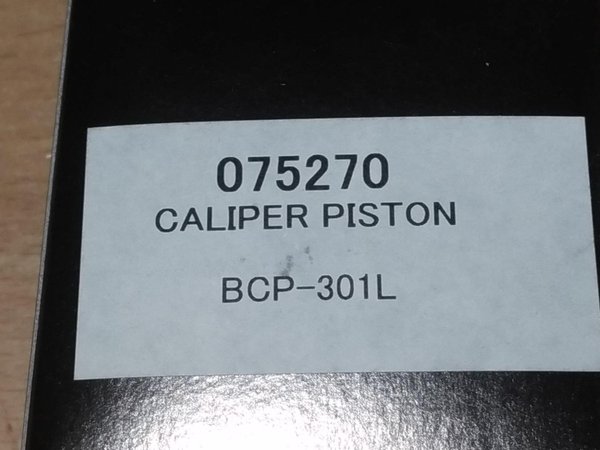 075270
CALIPER PISTON
BCP-301L